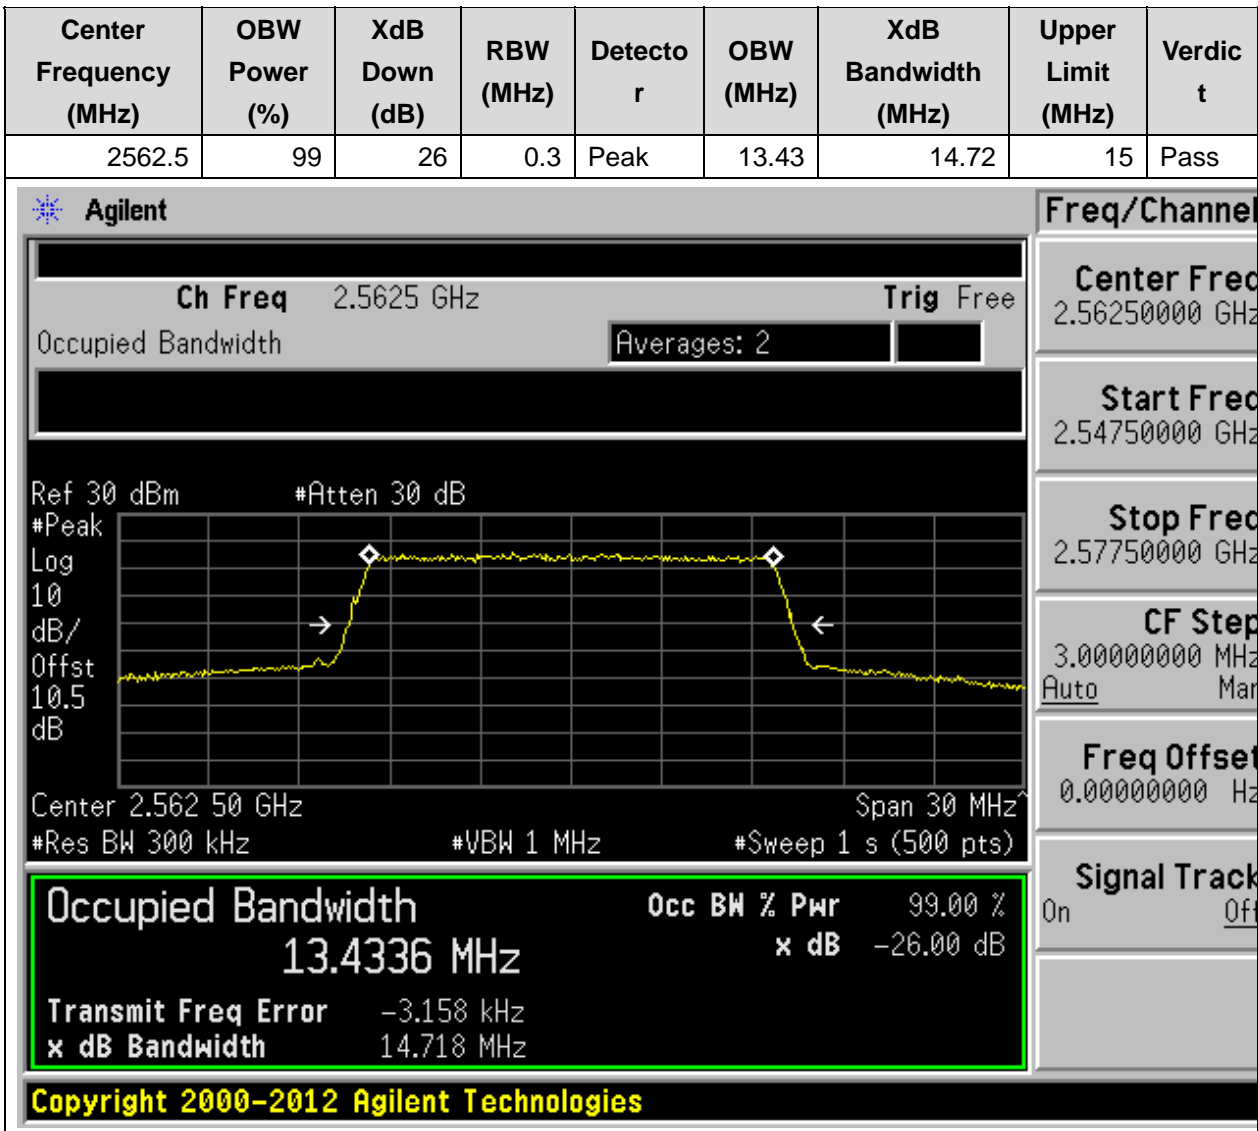 Center Frequency (MHz) OBW Power (%) XdB Down (dB) RBW (MHz) Detecto r OBW (MHz) XdB Bandwidth (MHz) Upper Limit (MHz) Verdic t
2562.5 99 26 0.3 Peak 13.43 14.72 15 Pass
Agilent
Freq/Channel
Ch Freq 2.5625 GHz Trig Free
Occupied Bandwidth Averages: 2
Center Freq
2.56250000 GHz
Start Freq
2.54750000 GHz
Stop Freq
2.57750000 GHz
CF Step
3.00000000 MHz
Auto Man
Freq Offset
0.00000000 Hz
Signal Track
On Off
Ref 30 dBm #Atten 30 dB
#Peak
Log
10
dB/
Offst
10.5
dB
Center 2.562 50 GHz Span 30 MHz^
#Res BW 300 kHz #VBW 1 MHz #Sweep 1 s (500 pts)
Occupied Bandwidth Occ BW % Pwr 99.00 %
13.4336 MHz x dB -26.00 dB
Transmit Freq Error -3.158 kHz
x dB Bandwidth 14.718 MHz
Copyright 2000-2012 Agilent Technologies